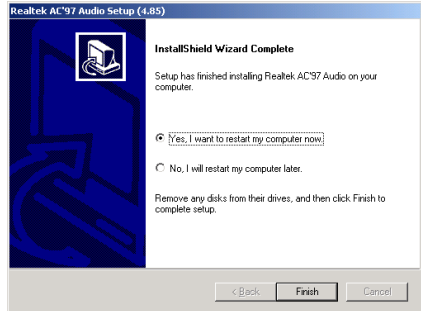 Realtek AC'97 Audio Setup (4.85)
InstallShield Wizard Complete
Setup has finished installing Realtek AC'97 Audio on your
computer.
Yes, I want to restart my computer now.
No, I will restart my computer later.
Remove any disks from their drives, and then click Finish to
complete setup.
< Back Finish Cancel